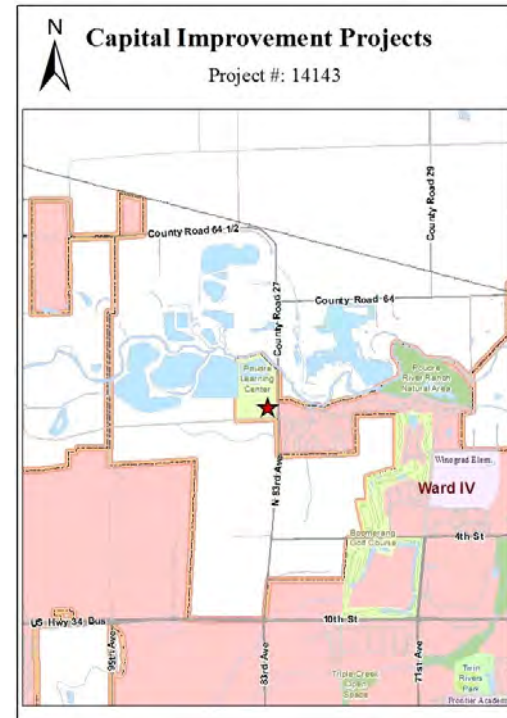 N
Capital Improvement Projects
Project #: 14143
County Road 29
County Road 64 1/2
County Road 27
County Road 64
Poudre
Learning
Center
Poudre
River Ranch
Natural Area
N 83rd Ave
Winograd Elem.
Ward IV
Boomerang
Golf Course
4th St
US Hwy 34 Bus
10th St
95th Ave
83rd Ave
71st Ave
Triple Creek
Open
Space
Twin
Rivers
Park
Frontier Academy